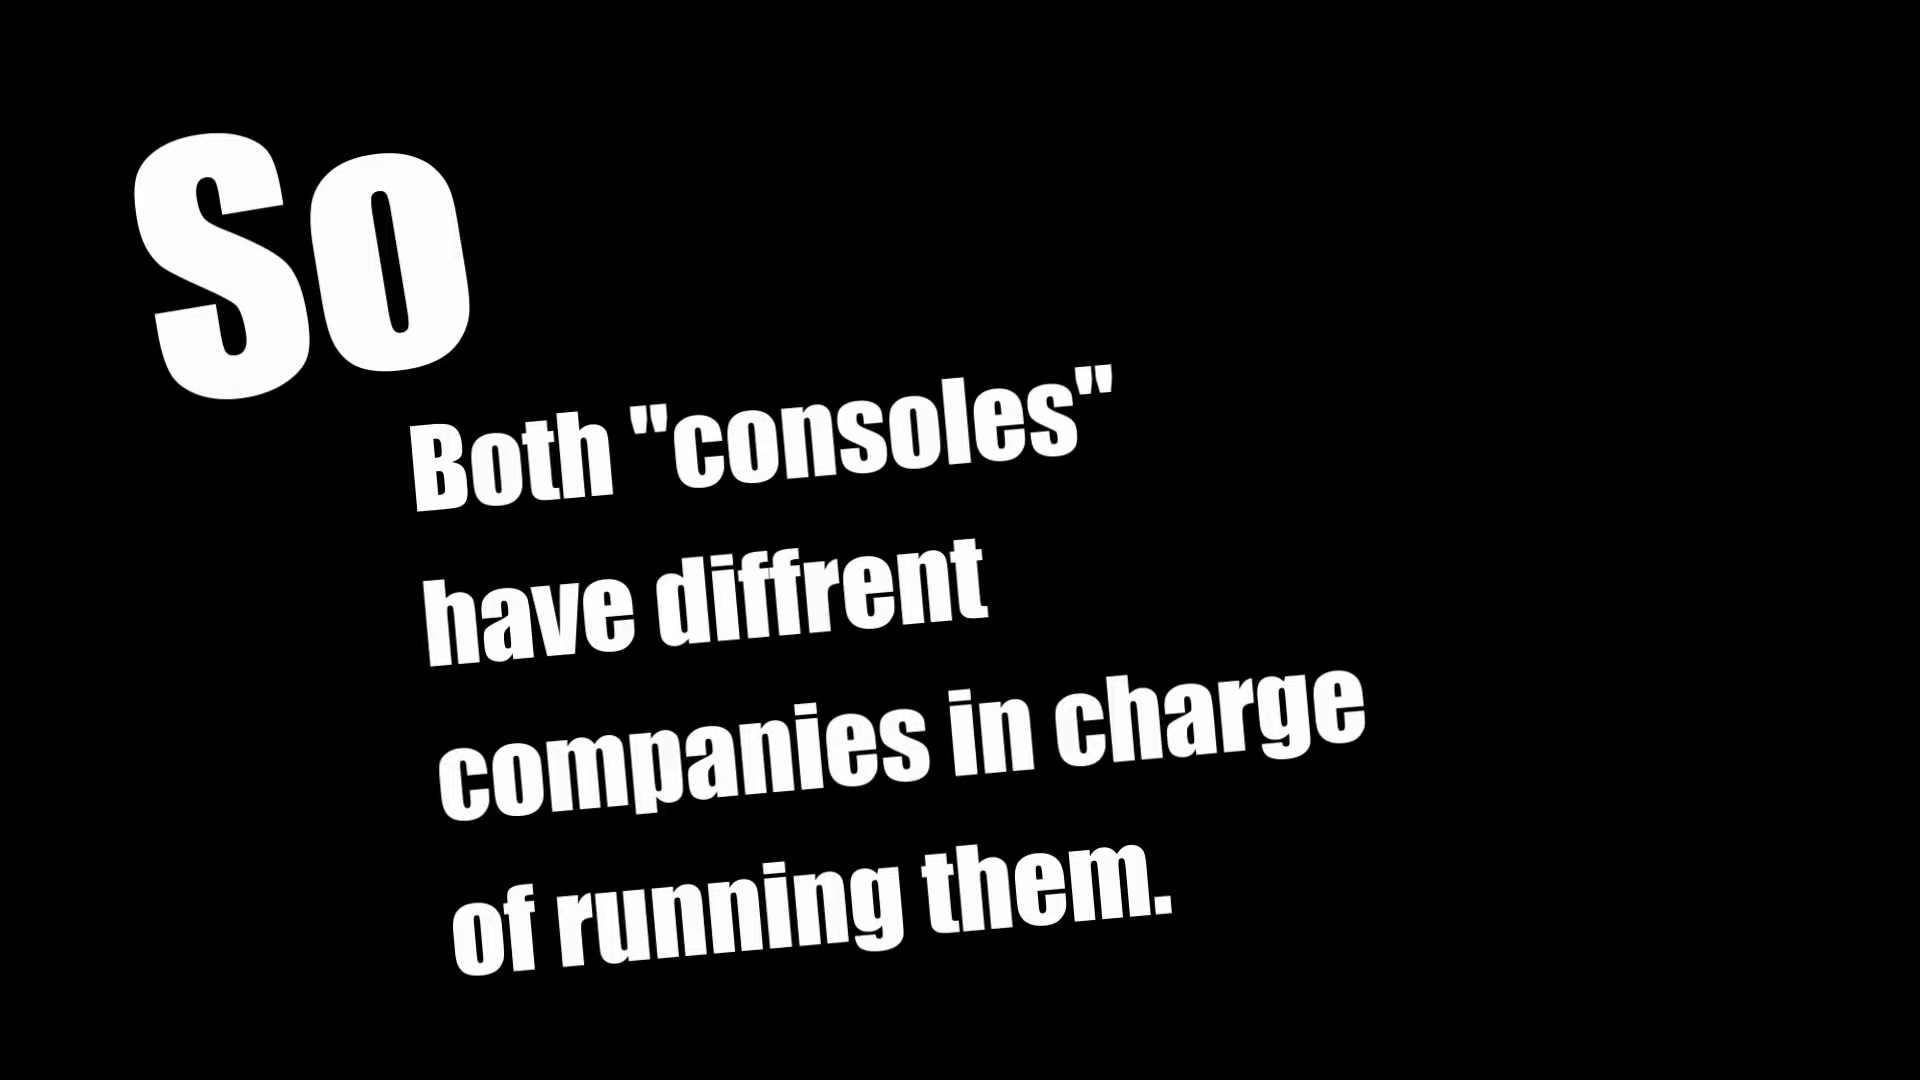 So
Both "consoles"
have diffrent
companies in charge
of running them.